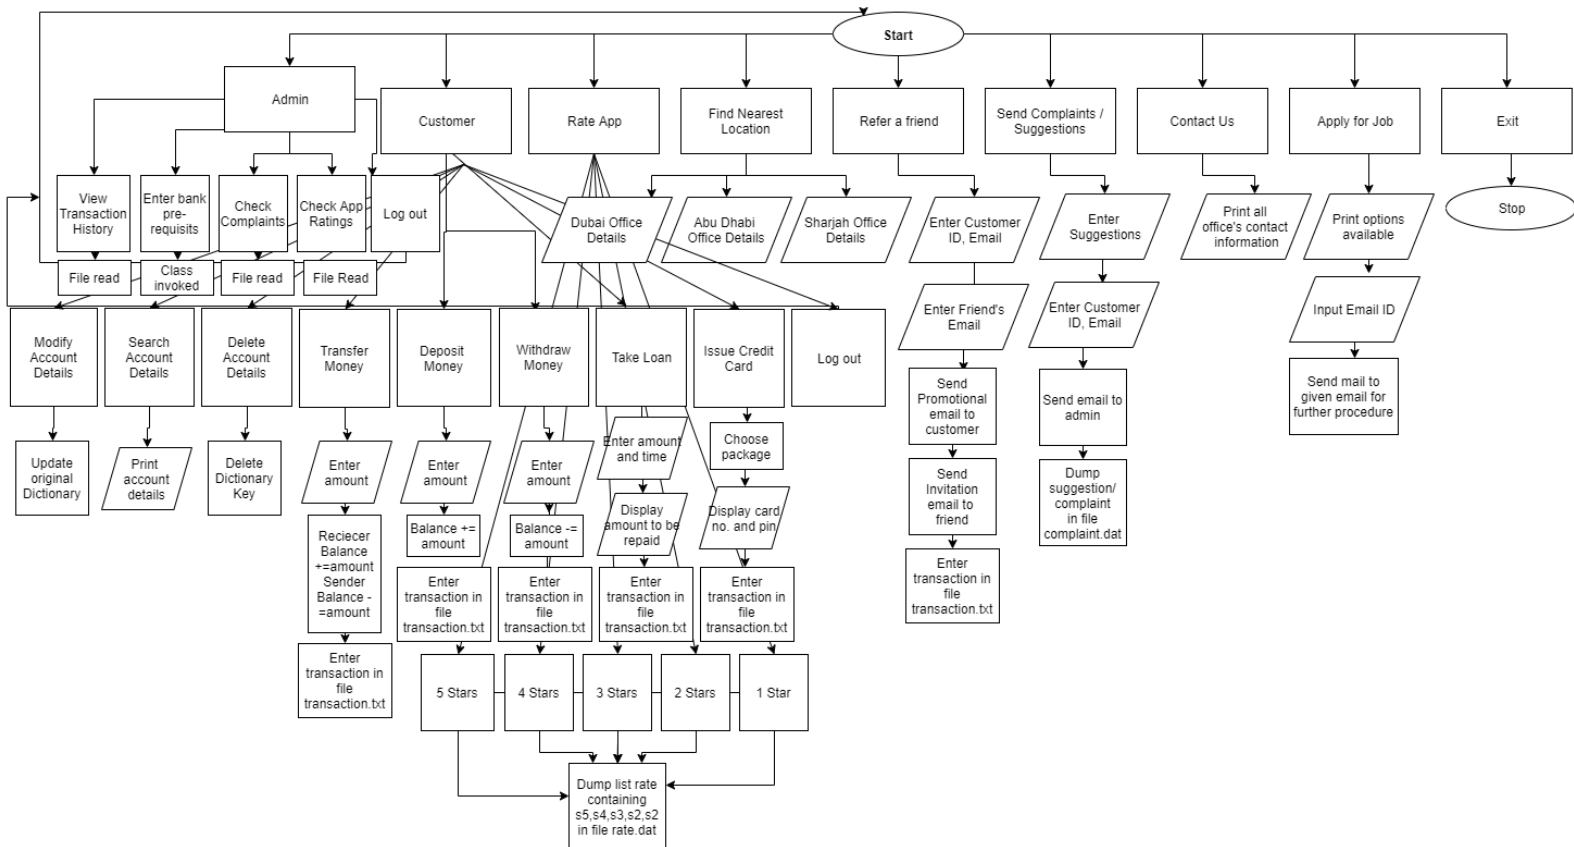 Start
Admin
Customer
Rate App
Find Nearest
Location
Refer a friend
Send Complaints /
Suggestions
Contact Us
Apply for Job
Exit
View
Transaction
History
Enter bank
pre-
requisits
Check
Complaints
Check App
Ratings
Log out
Dubai Office
Details
Abu Dhabi
Office Details
Sharjah Office
Details
Enter Customer
ID, Email
Enter
Suggestions
Print all
office's contact
information
Print options
available
Stop
File read
Class
invoked
File read
File Read
Modify
Account
Details
Search
Account
Details
Delete
Account
Details
Transfer
Money
Deposit
Money
Withdraw
Money
Take Loan
Issue Credit
Card
Log out
Enter Friend's
Email
Enter Customer
ID, Email
Input Email ID
Update
original
Dictionary
Print
account
details
Delete
Dictionary
Key
Enter
amount
Enter
amount
Enter
amount
Enter amount
and time
Choose
package
Send
Promotional
email to
customer
Send email to
admin
Send mail to
given email for
further procedure
Reciecer
Balance
+=amount
Sender
Balance -
=amount
Balance +=
amount
Balance -=
amount
Display
amount to be
repaid
Display card
no. and pin
Send
Invitation
email to
friend
Dump
suggestion/
complaint
in file
complaint.dat
Enter
transaction in
file
transaction.txt
Enter
transaction in
file
transaction.txt
Enter
transaction in
file
transaction.txt
Enter
transaction in
file
transaction.txt
Enter
transaction in
file
transaction.txt
Enter
transaction in
file
transaction.txt
5 Stars
4 Stars
3 Stars
2 Stars
1 Star
Dump list rate
containing
s5,s4,s3,s2,s2
in file rate.dat